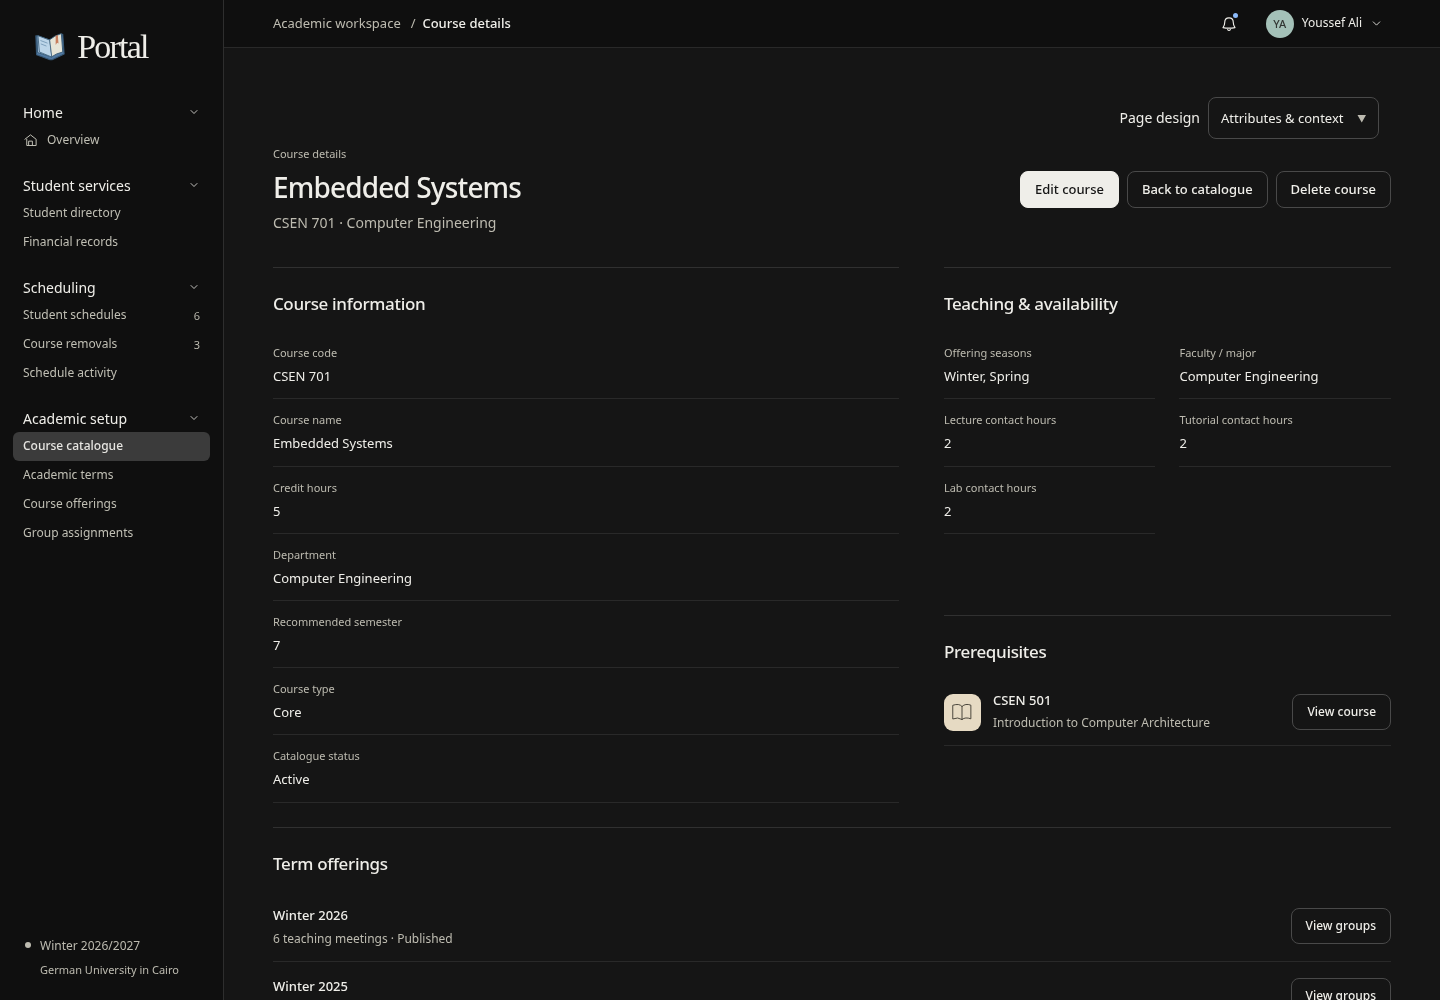 Portal
Home
Overview
Student services
Student directory
Financial records
Scheduling
Student schedules 6
Course removals 3
Schedule activity
Academic setup
Course catalogue
Academic terms
Course offerings
Group assignments
Winter 2026/2027
German University in Cairo
Academic workspace / Course details
YA Youssef Ali
Page design Attributes & context
Course details
Embedded Systems
CSEN 701 · Computer Engineering
Edit course
Back to catalogue
Delete course
Course information
Course code
CSEN 701
Course name
Embedded Systems
Credit hours
5
Department
Computer Engineering
Recommended semester
7
Course type
Core
Catalogue status
Active
Teaching & availability
Offering seasons
Winter, Spring
Faculty / major
Computer Engineering
Lecture contact hours
2
Tutorial contact hours
2
Lab contact hours
2
Prerequisites
CSEN 501
Introduction to Computer Architecture
View course
Term offerings
Winter 2026
6 teaching meetings · Published
View groups
Winter 2025
View groups